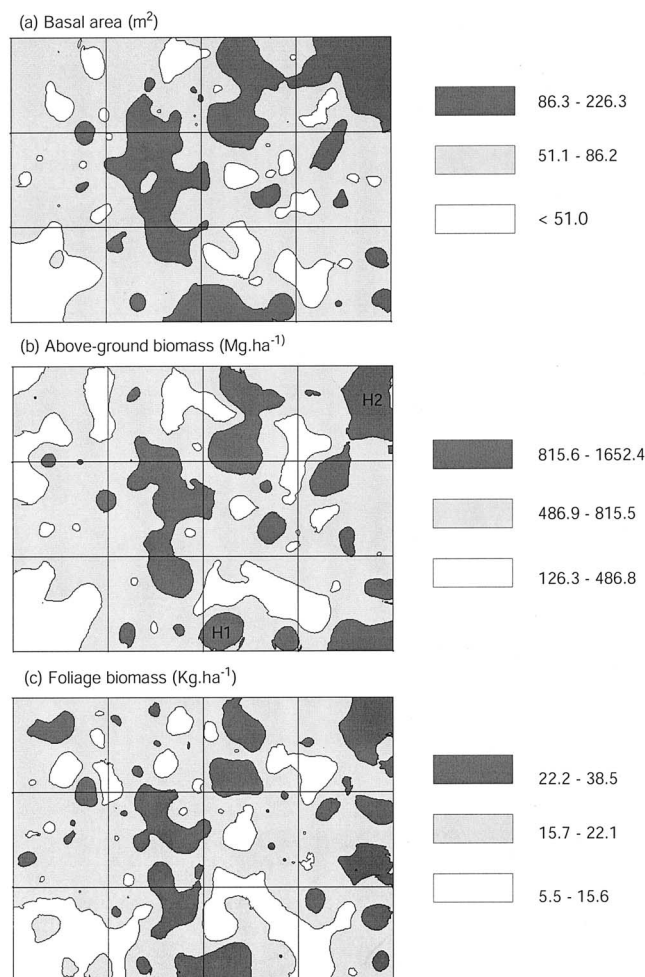 (a) Basal area (m²)
86.3 - 226.3
51.1 - 86.2
< 51.0
(b) Above-ground biomass (Mg.ha⁻¹)
H2
815.6 - 1652.4
486.9 - 815.5
126.3 - 486.8
H1
(c) Foliage biomass (Kg.ha⁻¹)
22.2 - 38.5
15.7 - 22.1
5.5 - 15.6